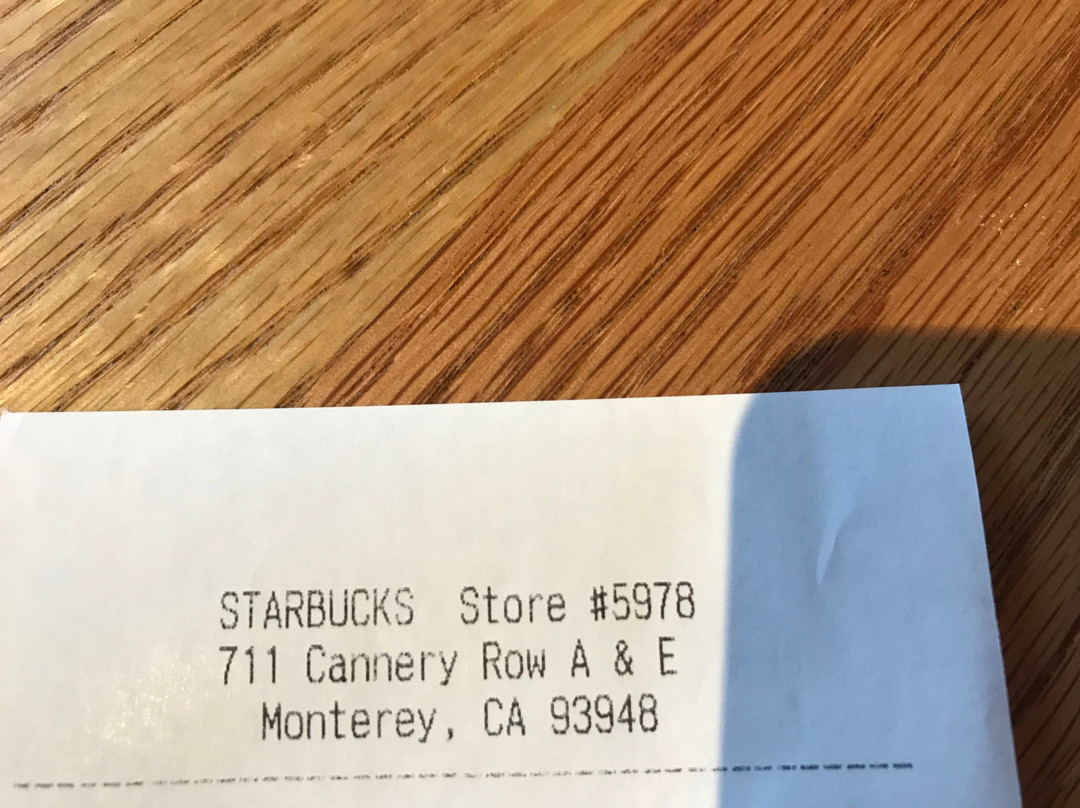 STARBUCKS Store #5978
711 Cannery Row A & E
Monterey, CA 93948